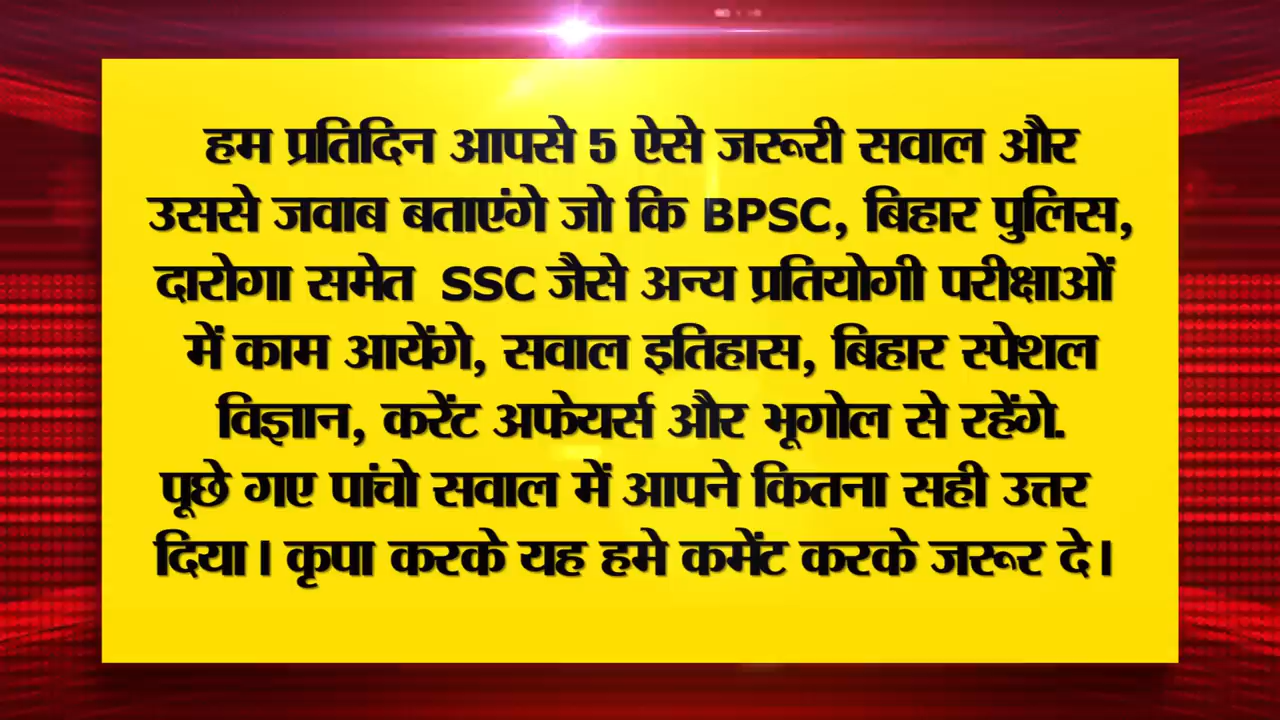 हम प्रतिदिन आपसे 5 ऐसे जरूरी सवाल और
उससे जवाब बताएंगे जो कि BPSC, बिहार पुलिस,
दारोगा समेत SSC जैसे अन्य प्रतियोगी परीक्षाओं
में काम आयेंगे, सवाल इतिहास, बिहार स्पेशल
विज्ञान, करेंट अफेयर्स और भूगोल से रहेंगे.
पूछे गए पांचो सवाल में आपने कितना सही उत्तर
दिया। कृपा करके यह हमे कमेंट करके जरूर दे।